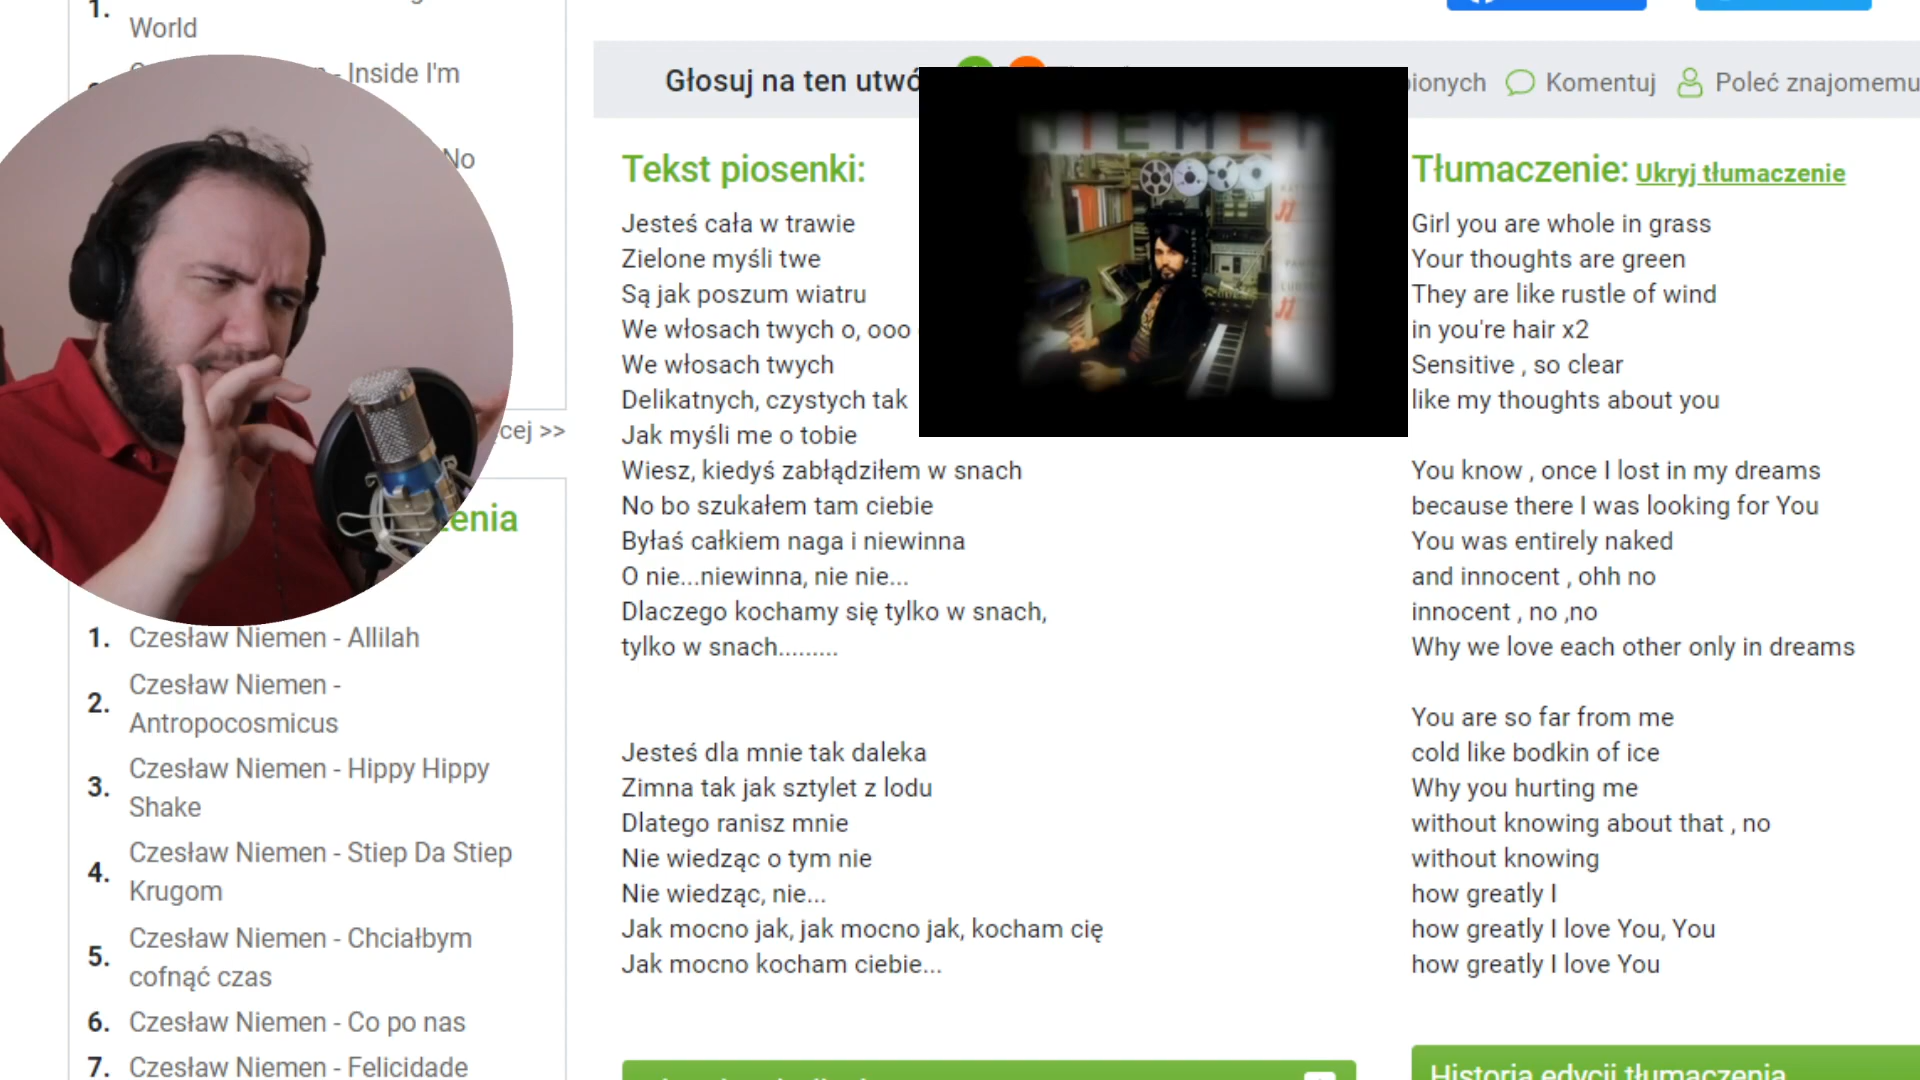 1.
World
- Inside I'm
No
cej >>
zenia
1. Czesław Niemen - Allilah
2. Czesław Niemen -
Antropocosmicus
3. Czesław Niemen - Hippy Hippy
Shake
4. Czesław Niemen - Stiep Da Stiep
Krugom
5. Czesław Niemen - Chciałbym
cofnąć czas
6. Czesław Niemen - Co po nas
7. Czesław Niemen - Felicidade
Głosuj na ten utwó
bionych Komentuj Poleć znajomemu
Tekst piosenki:
Jesteś cała w trawie
Zielone myśli twe
Są jak poszum wiatru
We włosach twych o, ooo
We włosach twych
Delikatnych, czystych tak
Jak myśli me o tobie
Wiesz, kiedyś zabłądziłem w snach
No bo szukałem tam ciebie
Byłaś całkiem naga i niewinna
O nie...niewinna, nie nie...
Dlaczego kochamy się tylko w snach,
tylko w snach.........
Jesteś dla mnie tak daleka
Zimna tak jak sztylet z lodu
Dlatego ranisz mnie
Nie wiedząc o tym nie
Nie wiedząc, nie...
Jak mocno jak, jak mocno jak, kocham cię
Jak mocno kocham ciebie...
NIEMEN
Tłumaczenie: Ukryj tłumaczenie
Girl you are whole in grass
Your thoughts are green
They are like rustle of wind
in you're hair x2
Sensitive , so clear
like my thoughts about you
You know , once I lost in my dreams
because there I was looking for You
You was entirely naked
and innocent , ohh no
innocent , no ,no
Why we love each other only in dreams
You are so far from me
cold like bodkin of ice
Why you hurting me
without knowing about that , no
without knowing
how greatly I
how greatly I love You, You
how greatly I love You
Historia edycji tłumaczenia